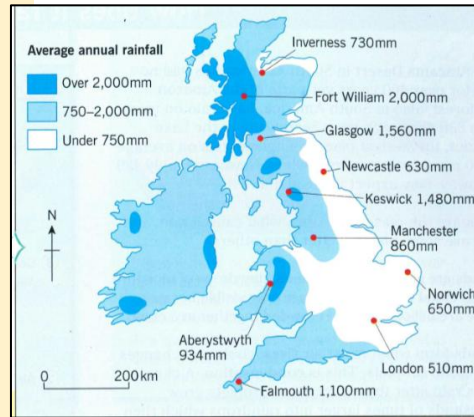 Average annual rainfall
Over 2,000mm
750–2,000mm
Under 750mm
Inverness 730mm
Fort William 2,000mm
Glasgow 1,560mm
Newcastle 630mm
Keswick 1,480mm
Manchester
860mm
Norwich
650mm
London 510mm
Aberystwyth
934mm
Falmouth 1,100mm
N
0 200km